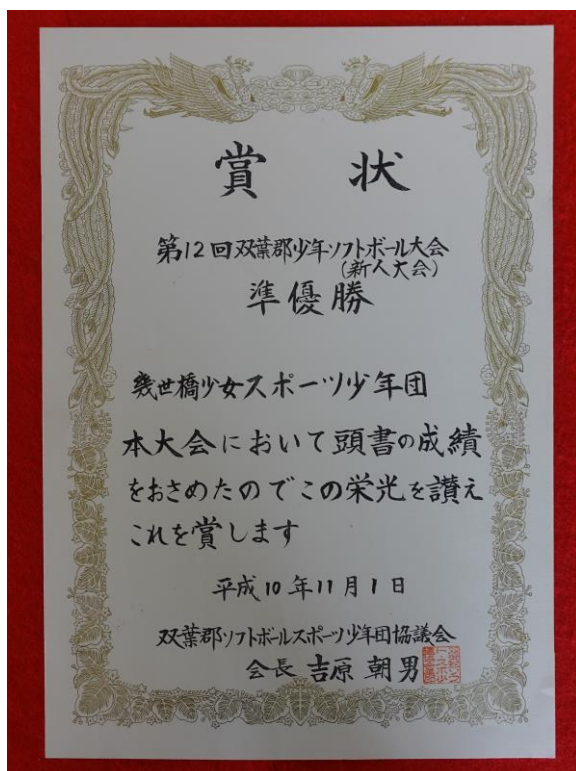 賞状
第12回双葉郡少年ソフトボール大会
(新人大会)
準優勝
幾世橋少女スポーツ少年団
本大会において頭書の成績
をおさめたのでこの栄光を讃え
これを賞します
平成10年11月1日
双葉郡ソフトボールスポーツ少年団協議会
会長 吉原朝男